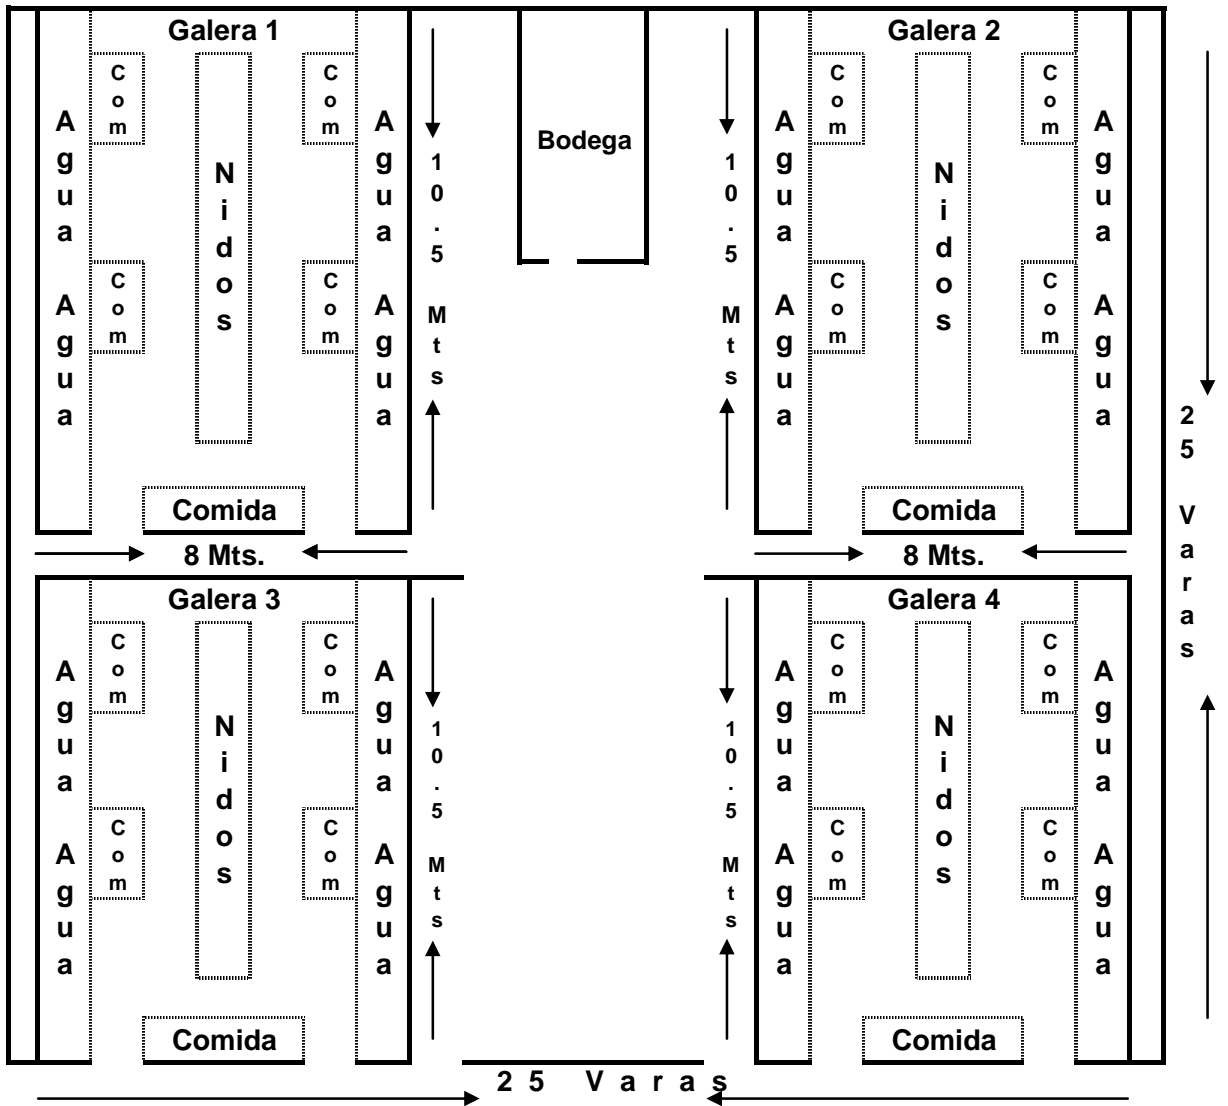 Galera 1
Com
Com
Agua
Agua
Nidos
Agua
Agua
Com
Com
Comida
10.5 Mts
8 Mts.
Bodega
Galera 2
10.5 Mts
Com
Com
Agua
Agua
Nidos
Agua
Agua
Com
Com
Comida
8 Mts.
25 Varas
Galera 3
Com
Com
Agua
Agua
Nidos
Agua
Agua
Com
Com
Comida
10.5 Mts
Galera 4
10.5 Mts
Com
Com
Agua
Agua
Nidos
Agua
Agua
Com
Com
Comida
25 Varas